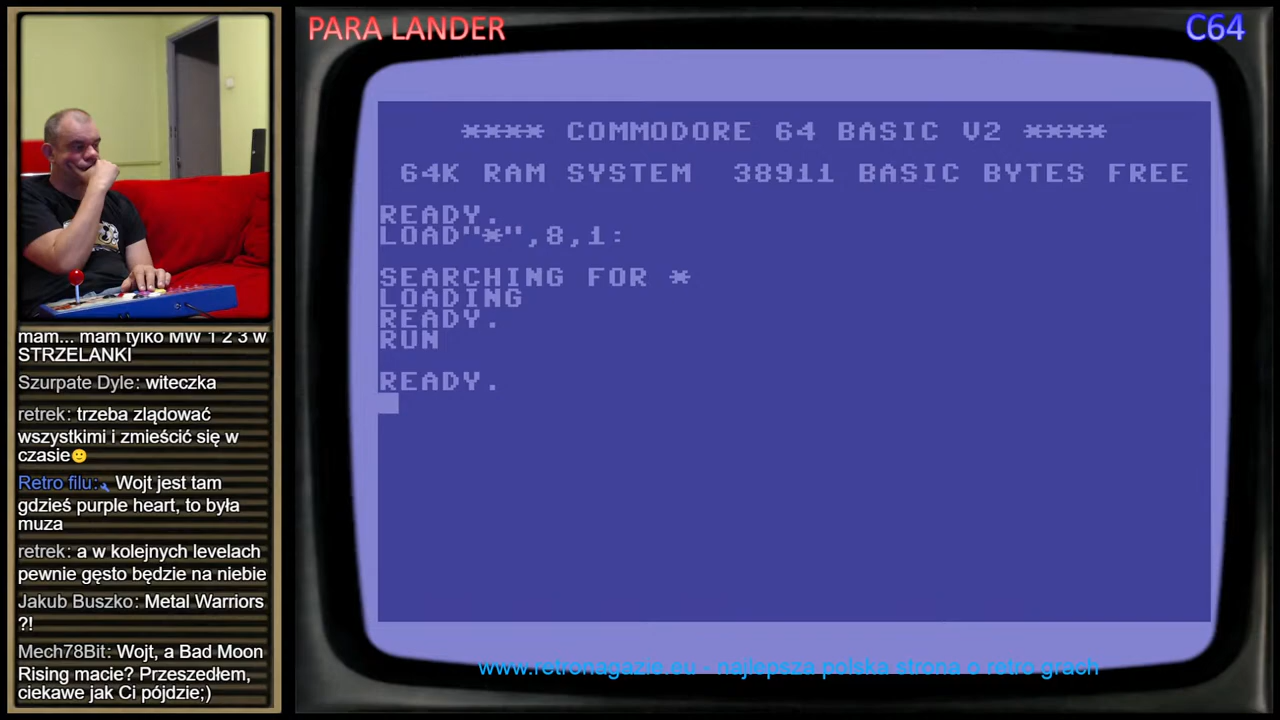 PARA LANDER
C64
**** COMMODORE 64 BASIC V2 ****
64K RAM SYSTEM 38911 BASIC BYTES FREE
READY.
LOAD"*",8,1:
SEARCHING FOR *
LOADING
READY.
RUN
READY.
mam... mam tylko MW 1 2 3 w
STRZELANKI
Szurpate Dyle: witeczka
retrek: trzeba zlądować
wszystkimi i zmieścić się w
czasie🙂
Retro filu: Wojt jest tam
gdzieś purple heart, to była
muza
retrek: a w kolejnych levelach
pewnie gęsto będzie na niebie
Jakub Buszko: Metal Warriors
?!
Mech78Bit: Wojt, a Bad Moon
Rising macie? Przeszedłem,
ciekawe jak Ci pójdzie;)
www.retronagazie.eu - najlepsza polska strona o retro grach